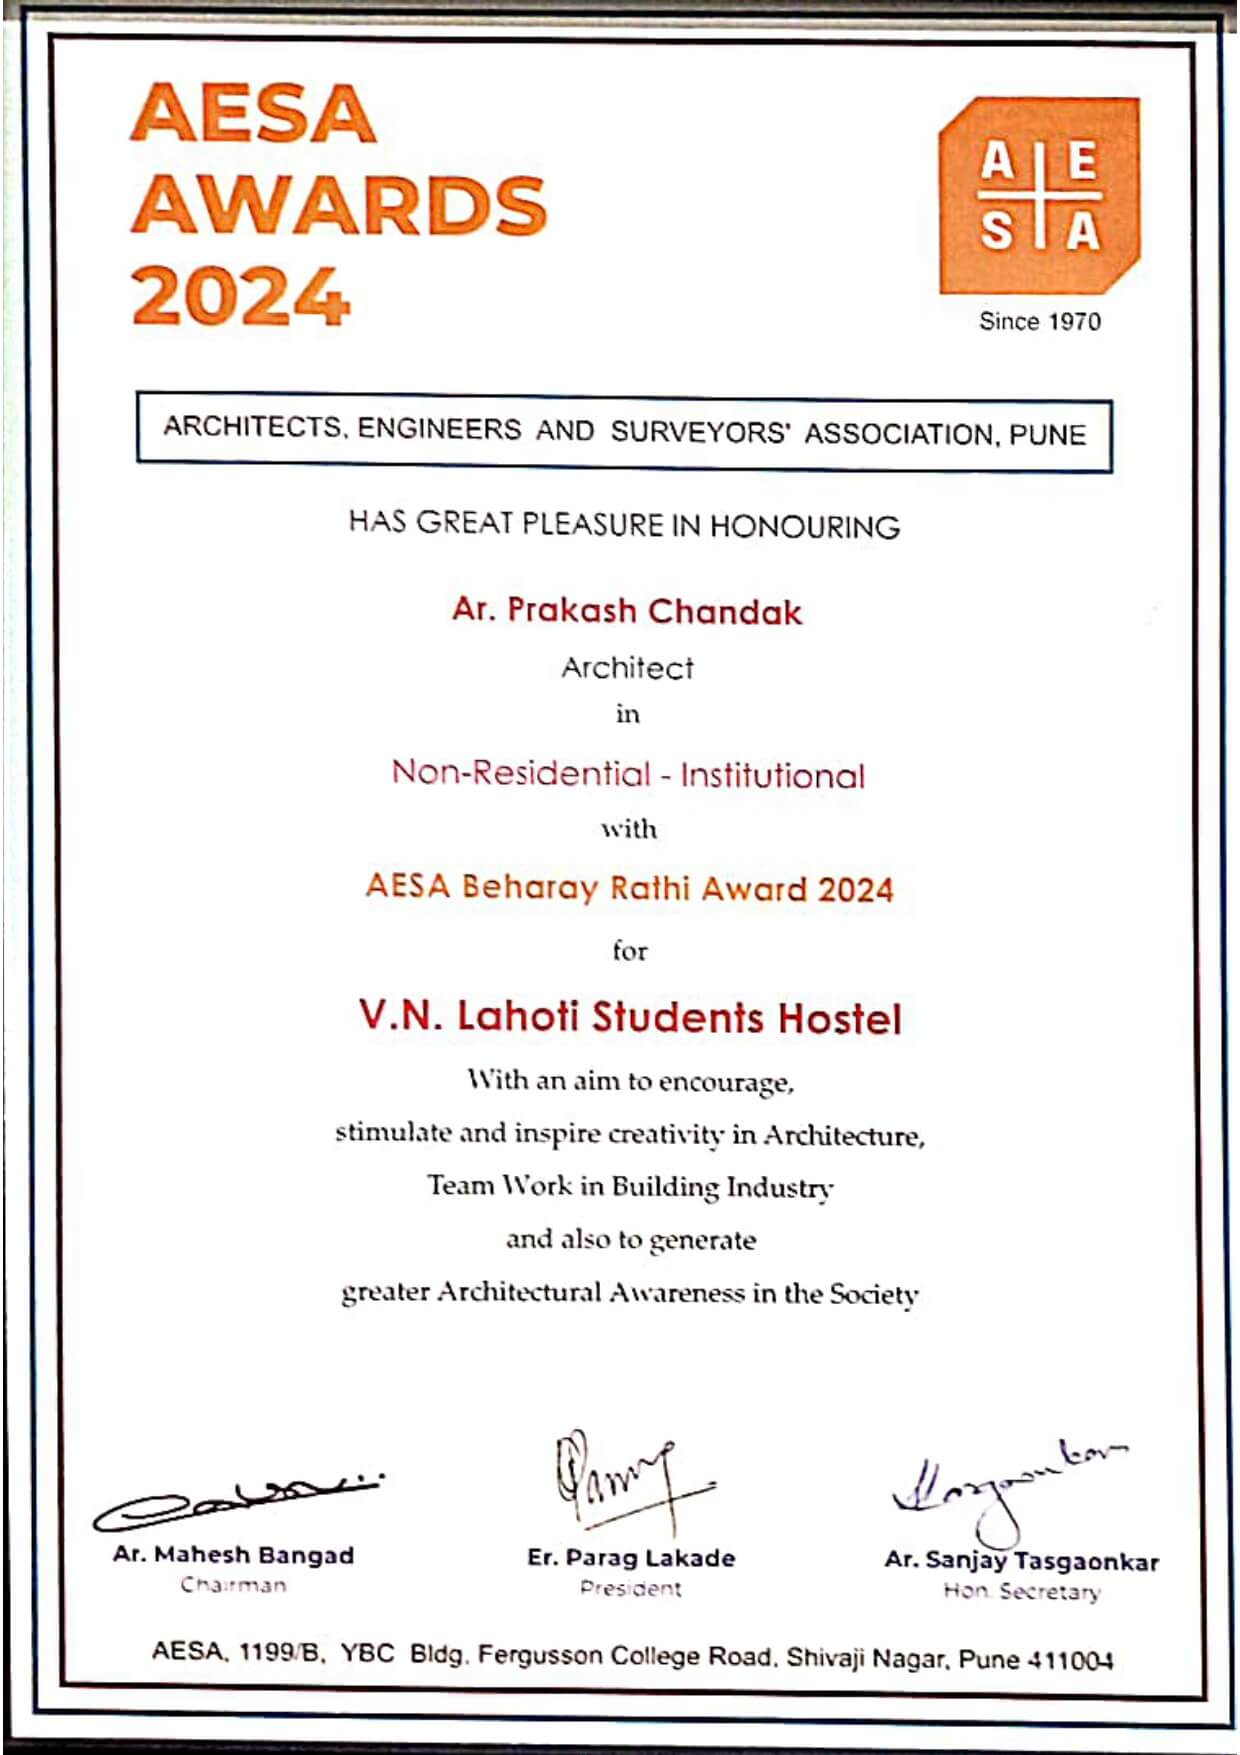 AESA
AWARDS
2024
A E
S A
Since 1970
ARCHITECTS, ENGINEERS AND SURVEYORS' ASSOCIATION, PUNE
HAS GREAT PLEASURE IN HONOURING
Ar. Prakash Chandak
Architect
in
Non-Residential - Institutional
with
AESA Beharay Rathi Award 2024
for
V.N. Lahoti Students Hostel
With an aim to encourage,
stimulate and inspire creativity in Architecture,
Team Work in Building Industry
and also to generate
greater Architectural Awareness in the Society
Ar. Mahesh Bangad
Chairman
Er. Parag Lakade
President
Ar. Sanjay Tasgaonkar
Hon. Secretary
AESA, 1199/B, YBC Bldg. Fergusson College Road, Shivaji Nagar, Pune 411004